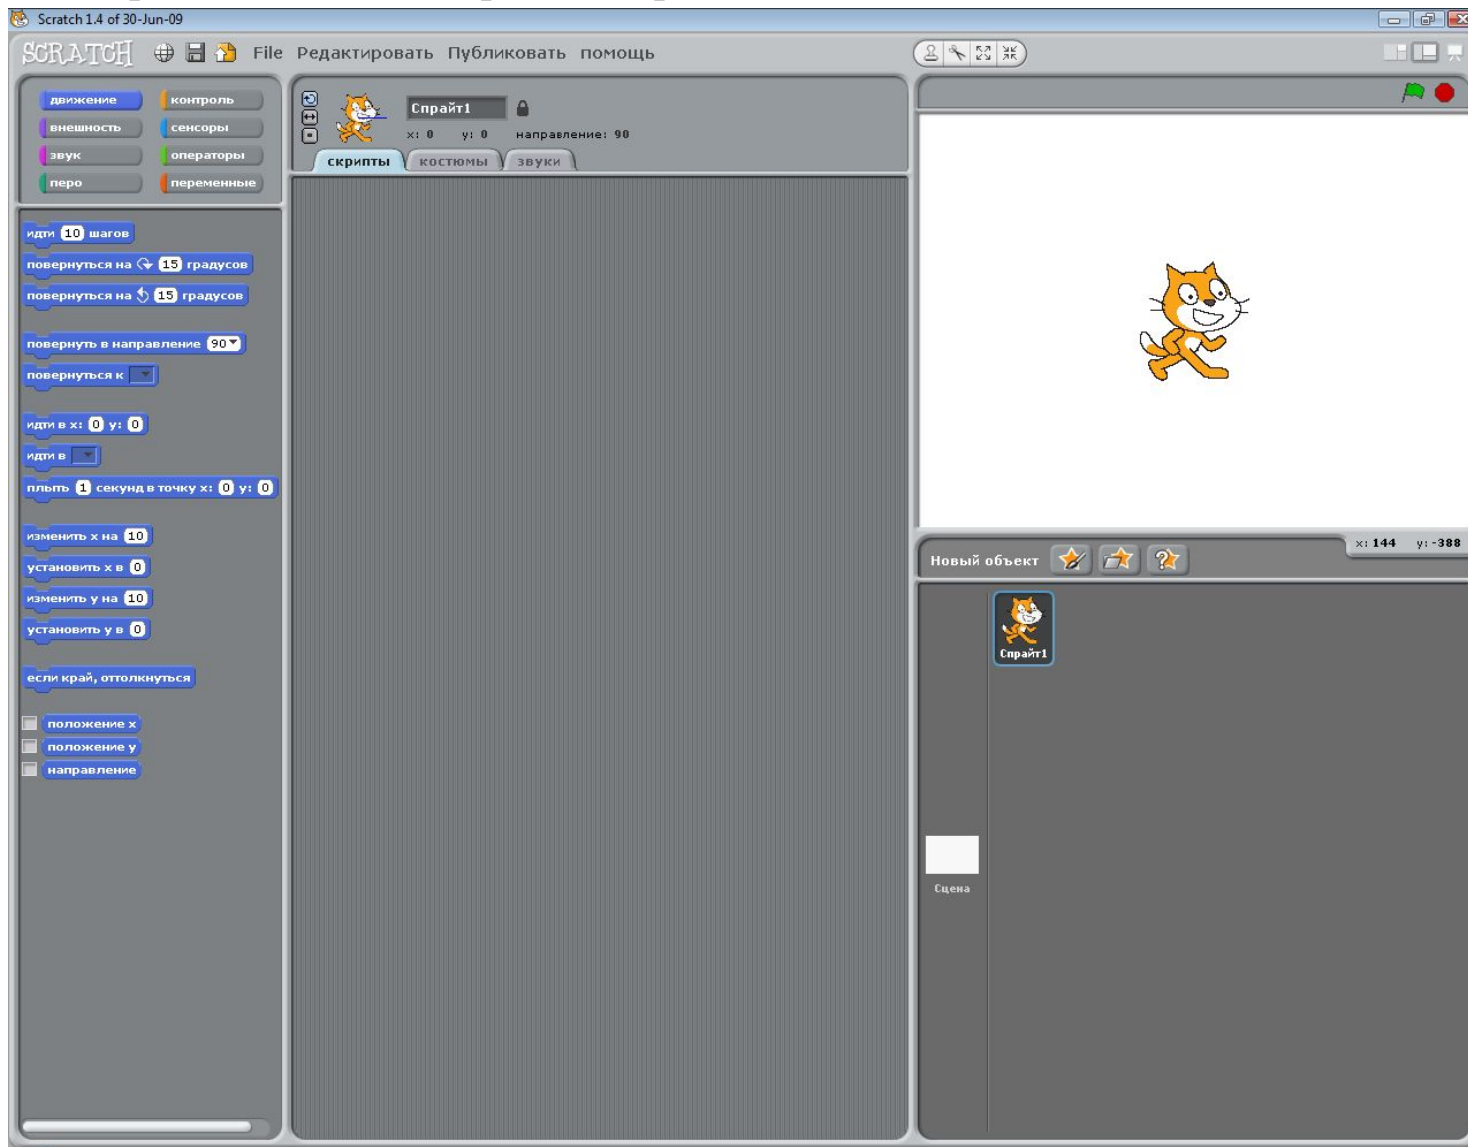 Scratch 1.4 of 30-Jun-09
SCRATCH File Редактировать Публиковать помощь
движение контроль
внешность сенсоры
звук операторы
перо переменные
Спрайт1
x: 0 y: 0 направление: 90
скрипты костюмы звуки
идти 10 шагов
повернуться на 15 градусов
повернуться на 15 градусов
повернуть в направление 90
повернуться к
идти в x: 0 y: 0
идти в
плыть 1 секунд в точку x: 0 y: 0
изменить x на 10
установить x в 0
изменить y на 10
установить y в 0
если край, оттолкнуться
положение x
положение y
направление
x: 144 y: -388
Новый объект
Спрайт1
Сцена